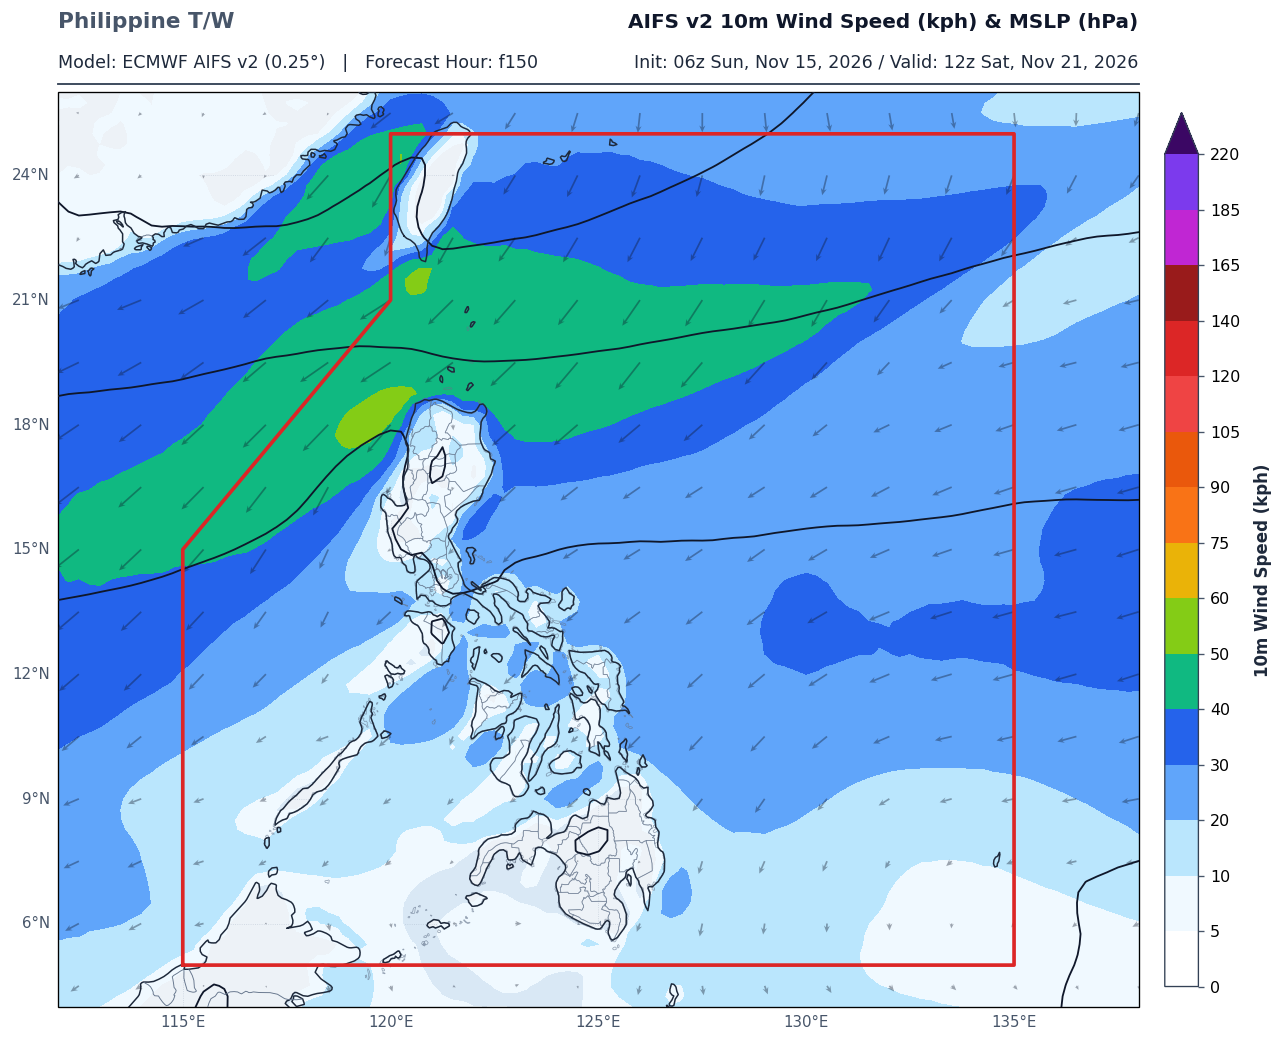 Philippine T/W
AIFS v2 10m Wind Speed (kph) & MSLP (hPa)
Model: ECMWF AIFS v2 (0.25°) | Forecast Hour: f150
Init: 06z Sun, Nov 15, 2026 / Valid: 12z Sat, Nov 21, 2026
24°N
21°N
18°N
15°N
12°N
9°N
6°N
115°E
120°E
125°E
130°E
135°E
220
185
165
140
120
105
90
75
60
50
40
30
20
10
5
0
10m Wind Speed (kph)